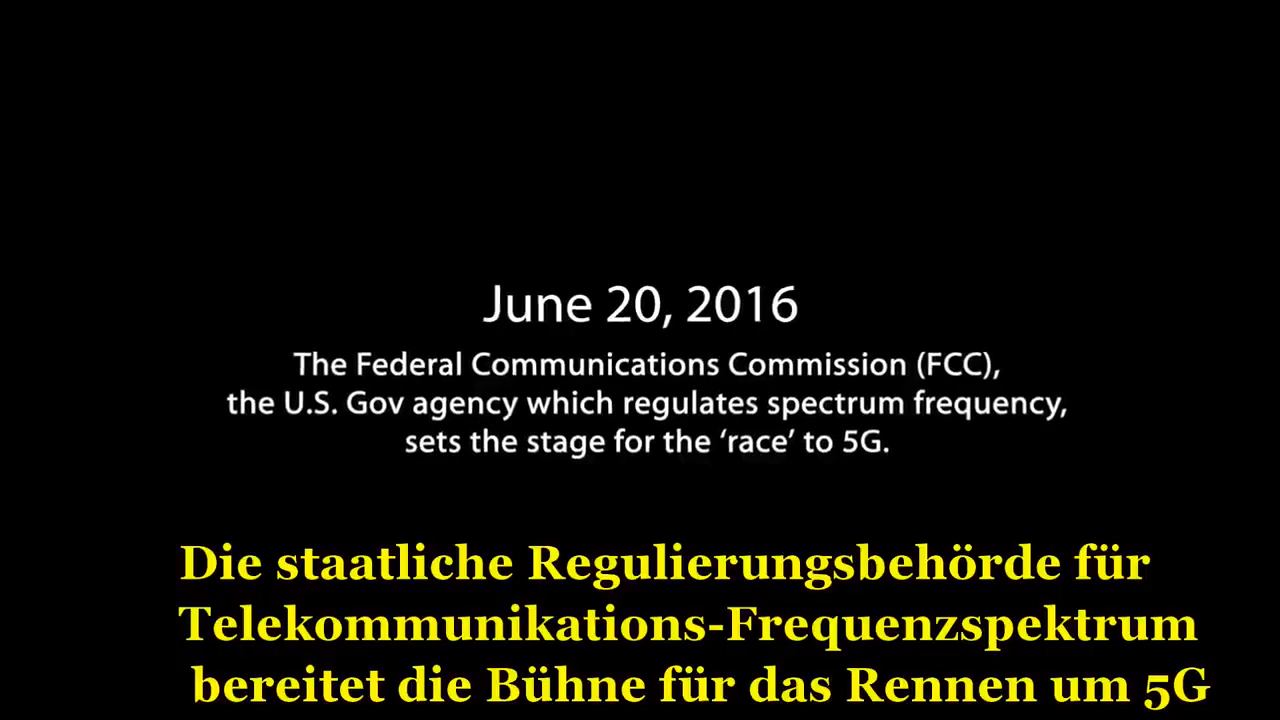 June 20, 2016
The Federal Communications Commission (FCC),
the U.S. Gov agency which regulates spectrum frequency,
sets the stage for the ‘race’ to 5G.
Die staatliche Regulierungsbehörde für
Telekommunikations-Frequenzspektrum
bereitet die Bühne für das Rennen um 5G